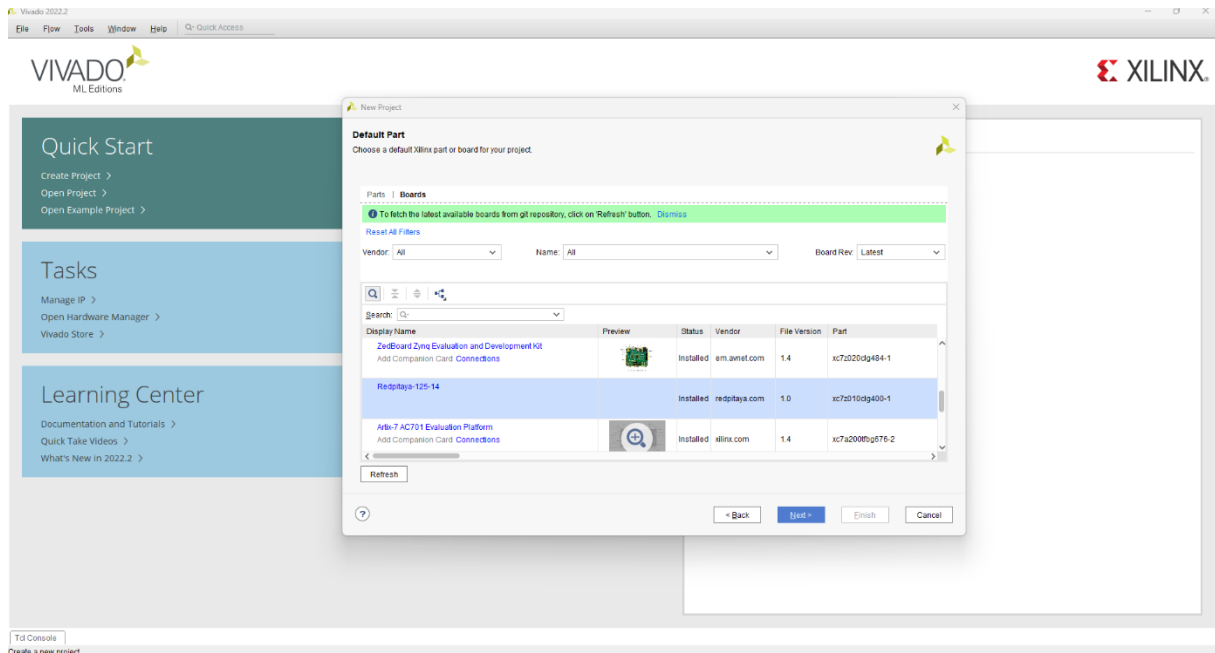 Vivado 2022.2
File Flow Tools Window Help Q- Quick Access
VIVADO.
ML Editions
XILINX.
Quick Start
Create Project >
Open Project >
Open Example Project >
Tasks
Manage IP >
Open Hardware Manager >
Vivado Store >
Learning Center
Documentation and Tutorials >
Quick Take Videos >
What's New in 2022.2 >
New Project
Default Part
Choose a default Xilinx part or board for your project.
Parts | Boards
To fetch the latest available boards from git repository, click on 'Refresh' button. Dismiss
Reset All Filters
Vendor: All Name: All Board Rev: Latest
Search: Q-
Display Name Preview Status Vendor File Version Part
ZedBoard Zynq Evaluation and Development Kit
Add Companion Card Connections
Installed em.avnet.com 1.4 xc7z020clg484-1
Redpitaya-125-14
Installed redpitaya.com 1.0 xc7z010clg400-1
Artix-7 AC701 Evaluation Platform
Add Companion Card Connections
Installed xilinx.com 1.4 xc7a200tfbg676-2
Refresh
? < Back Next > Finish Cancel
Tcl Console
Create a new project